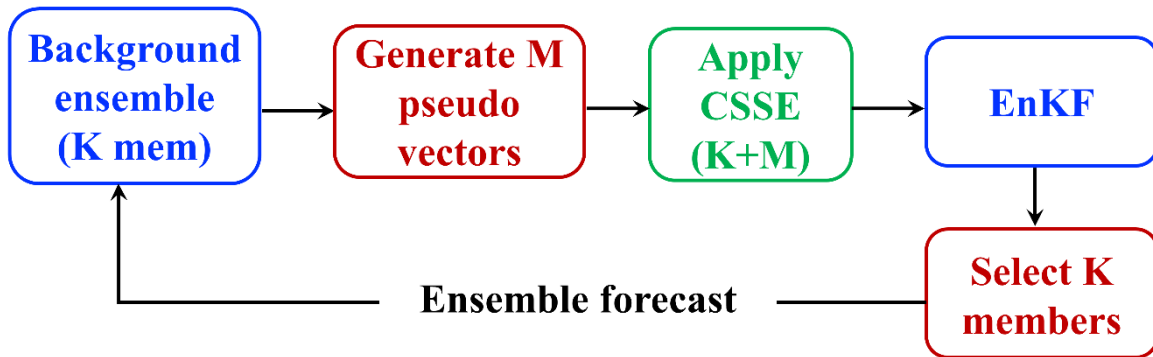 Background
ensemble
(K mem)
Generate M
pseudo
vectors
Apply
CSSE
(K+M)
EnKF
Select K
members
Ensemble forecast